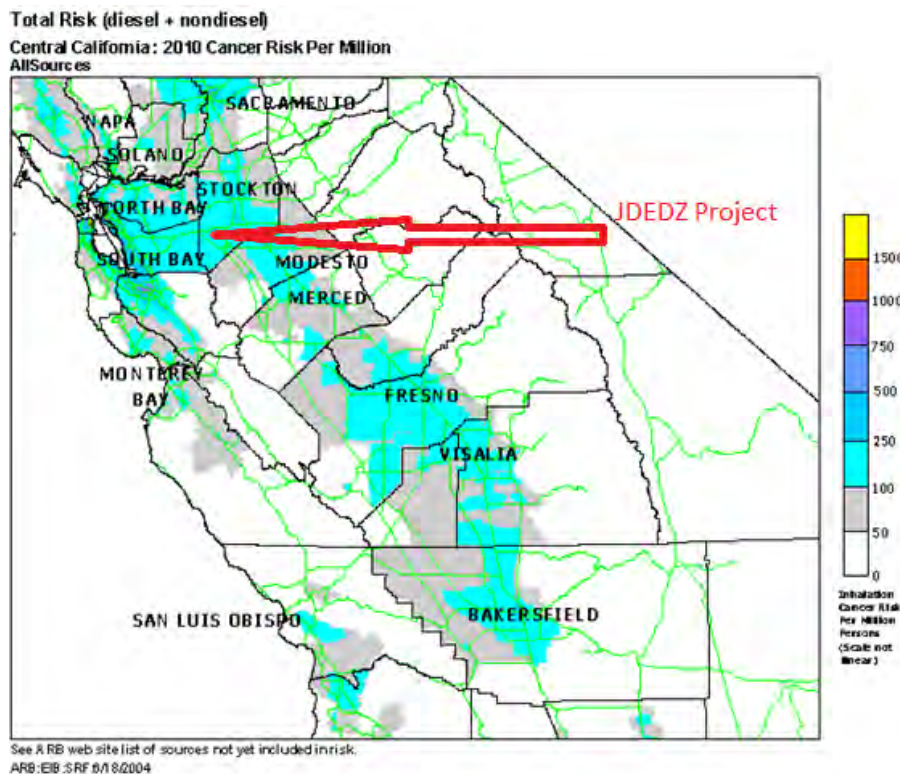 Total Risk (diesel + nondiesel)
Central California: 2010 Cancer Risk Per Million
AllSources
SACRAMENTO
NAPA
SOLANO
STOCKTON
NORTH BAY
JDEDZ Project
SOUTH BAY
MODESTO
MERCED
MONTEREY
BAY
FRESNO
VISALIA
SAN LUIS OBISPO
BAKERSFIELD
1500
1000
750
500
250
100
50
0
Inhalation
Cancer Risk
Per Million
Persons
(Scale not
linear)
See ARB web site list of sources not yet included in risk.
ARB:EIB:SRF 6/18/2004